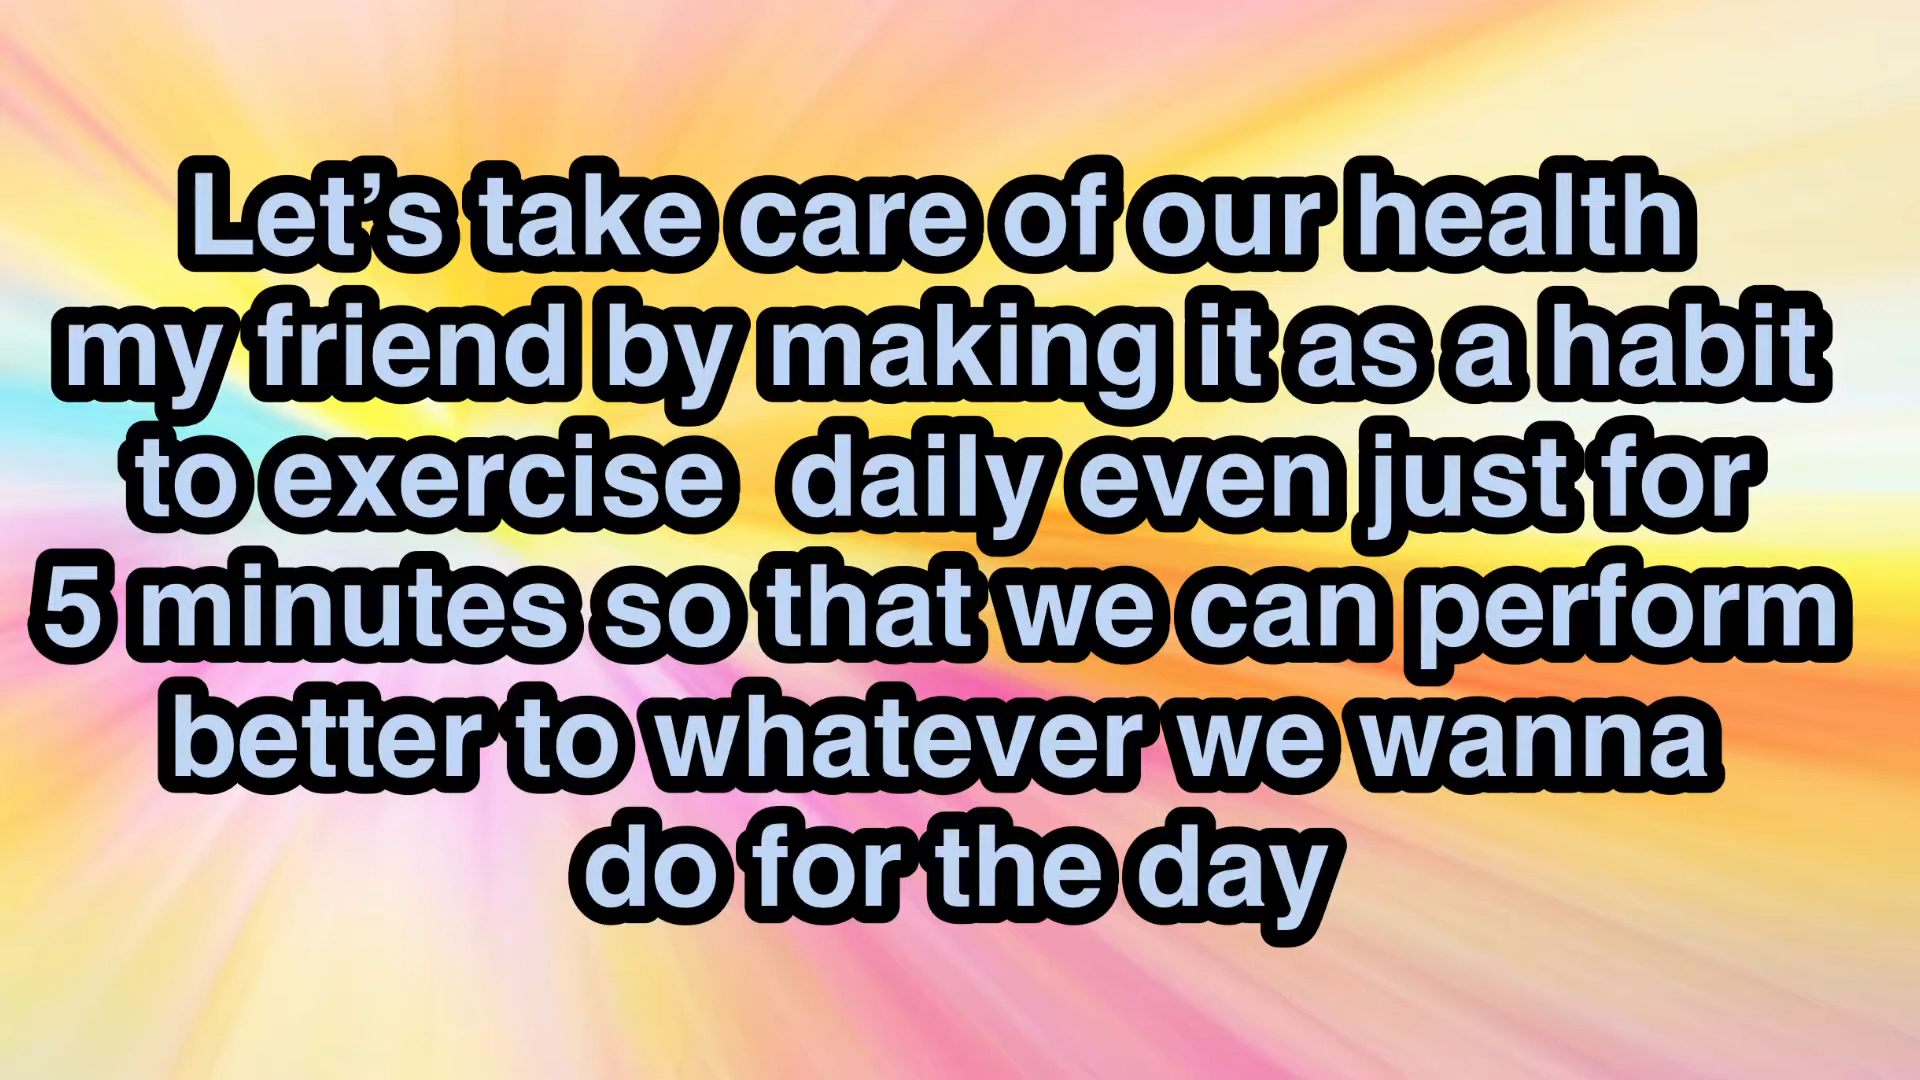 Let’s take care of our health
my friend by making it as a habit
to exercise  daily even just for
5 minutes so that we can perform
better to whatever we wanna
do for the day